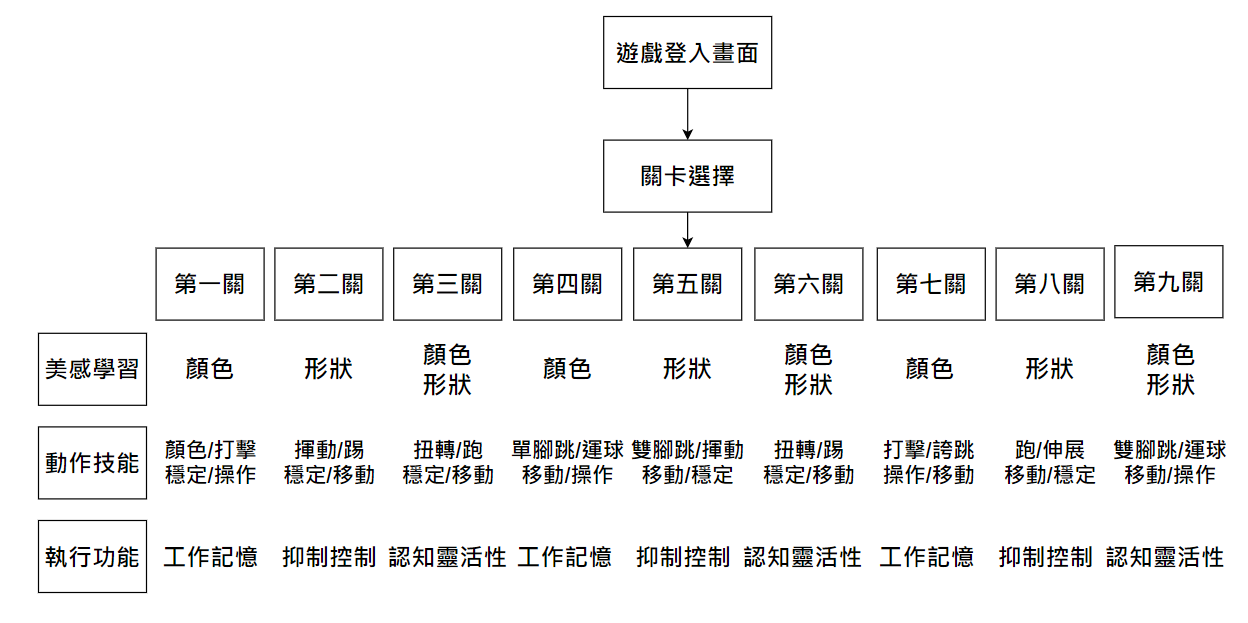 遊戲登入畫面
關卡選擇
第一關 第二關 第三關 第四關 第五關 第六關 第七關 第八關 第九關
美感學習 顏色 形狀 顏色 形狀 顏色 形狀 顏色 形狀 顏色 形狀 顏色 形狀
動作技能 顏色/打擊 揮動/踢 扭轉/跑 單腳跳/運球 雙腳跳/揮動 扭轉/踢 打擊/誇跳 跑/伸展 雙腳跳/運球
穩定/操作 穩定/移動 穩定/移動 移動/操作 移動/穩定 穩定/移動 操作/移動 移動/穩定 移動/操作
執行功能 工作記憶 抑制控制 認知靈活性 工作記憶 抑制控制 認知靈活性 工作記憶 抑制控制 認知靈活性